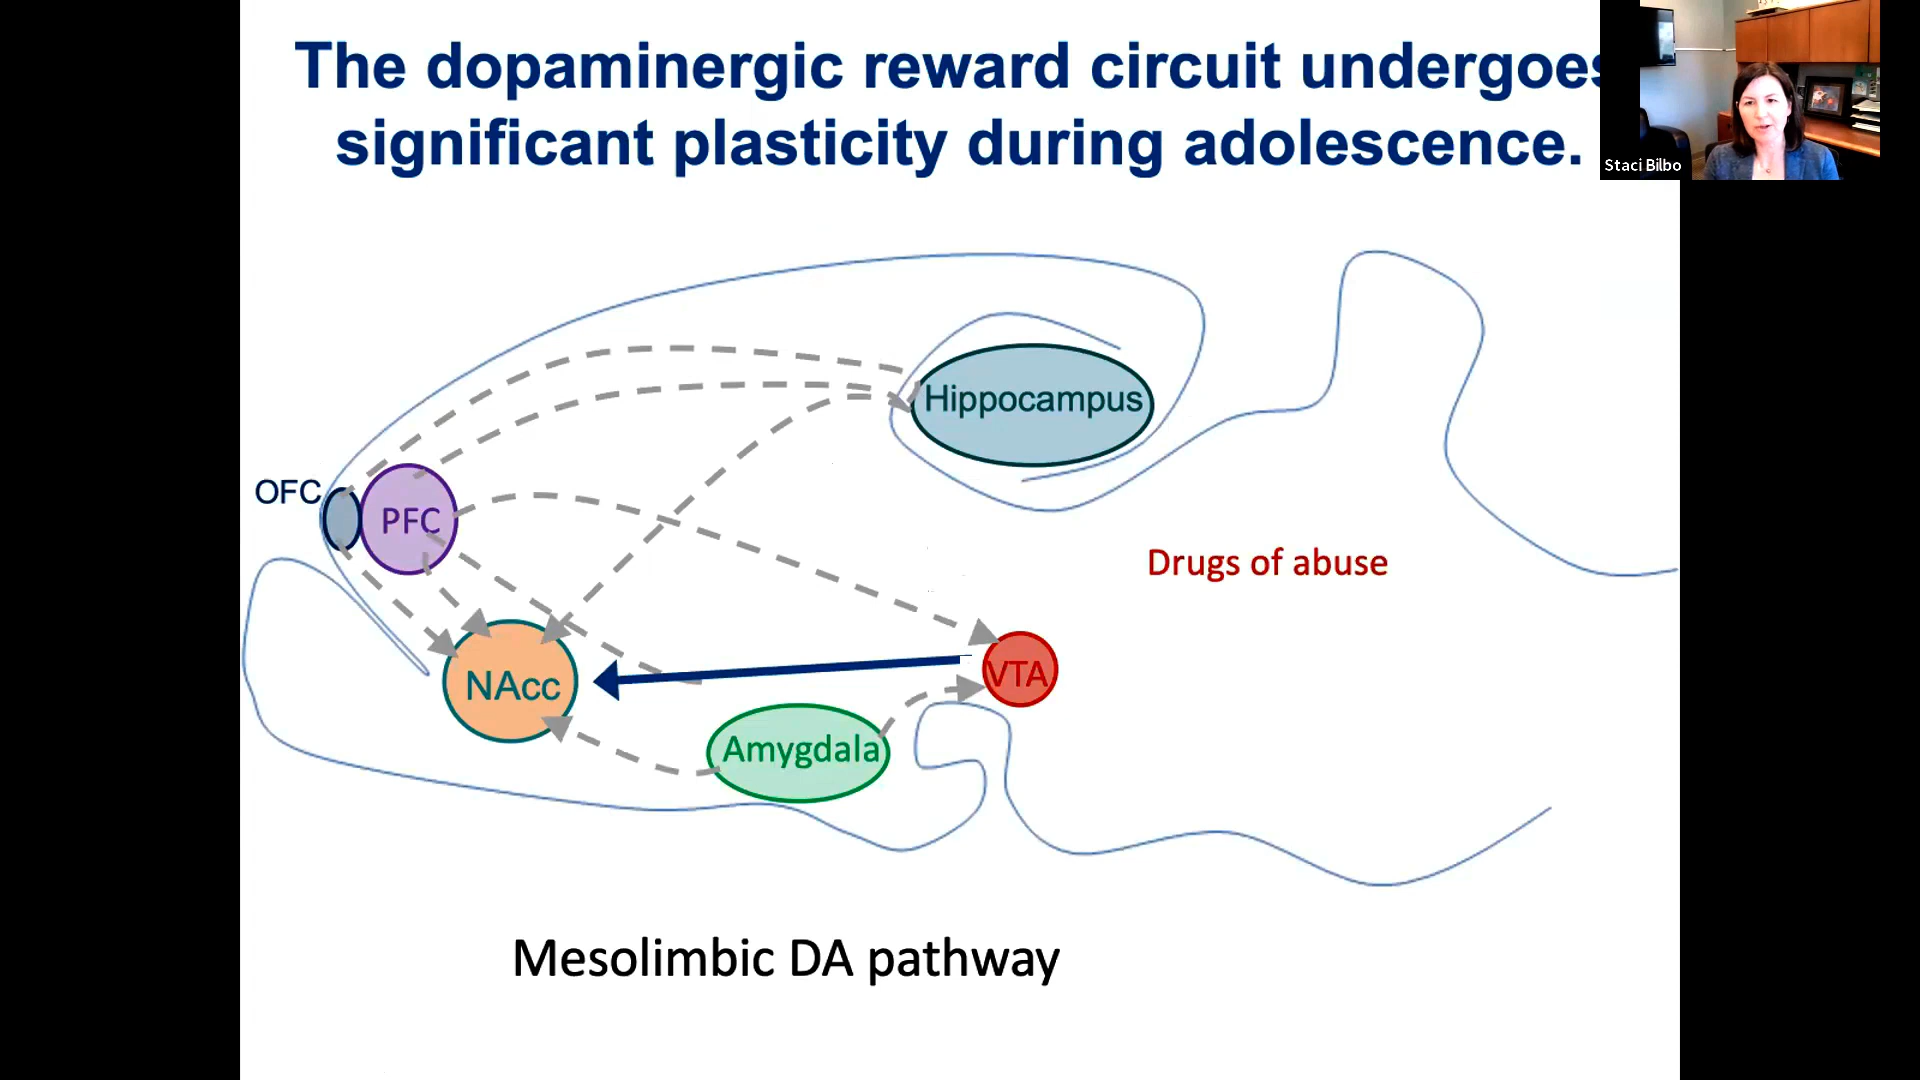 The dopaminergic reward circuit undergoes
significant plasticity during adolescence.
Staci Bilbo
Hippocampus
OFC
PFC
Drugs of abuse
VTA
NAcc
Amygdala
Mesolimbic DA pathway